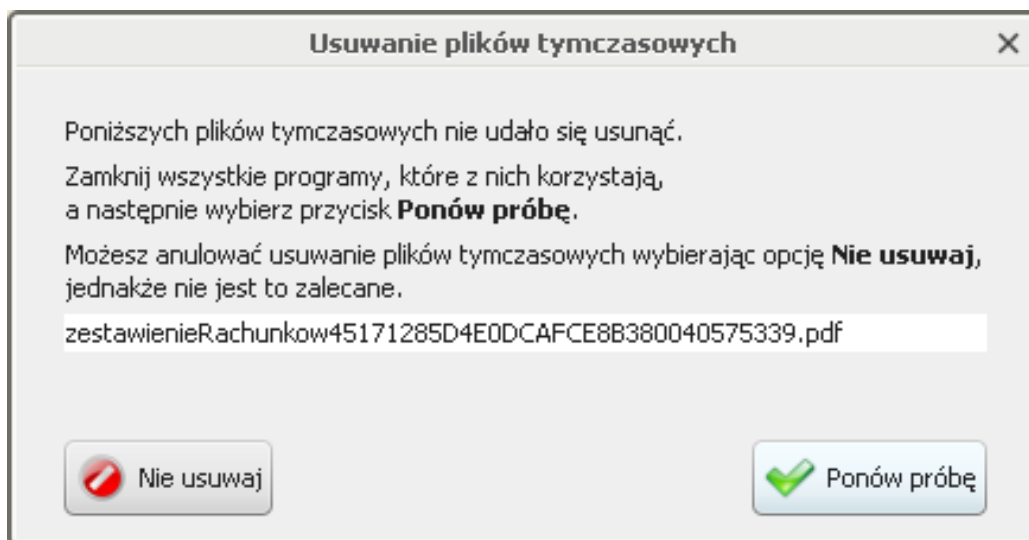 Usuwanie plików tymczasowych
Poniższych plików tymczasowych nie udało się usunąć.
Zamknij wszystkie programy, które z nich korzystają,
a następnie wybierz przycisk Ponów próbę.
Możesz anulować usuwanie plików tymczasowych wybierając opcję Nie usuwaj,
jednakże nie jest to zalecane.
zestawienieRachunkow45171285D4E0DCAFCE8B380040575339.pdf
Nie usuwaj
Ponów próbę